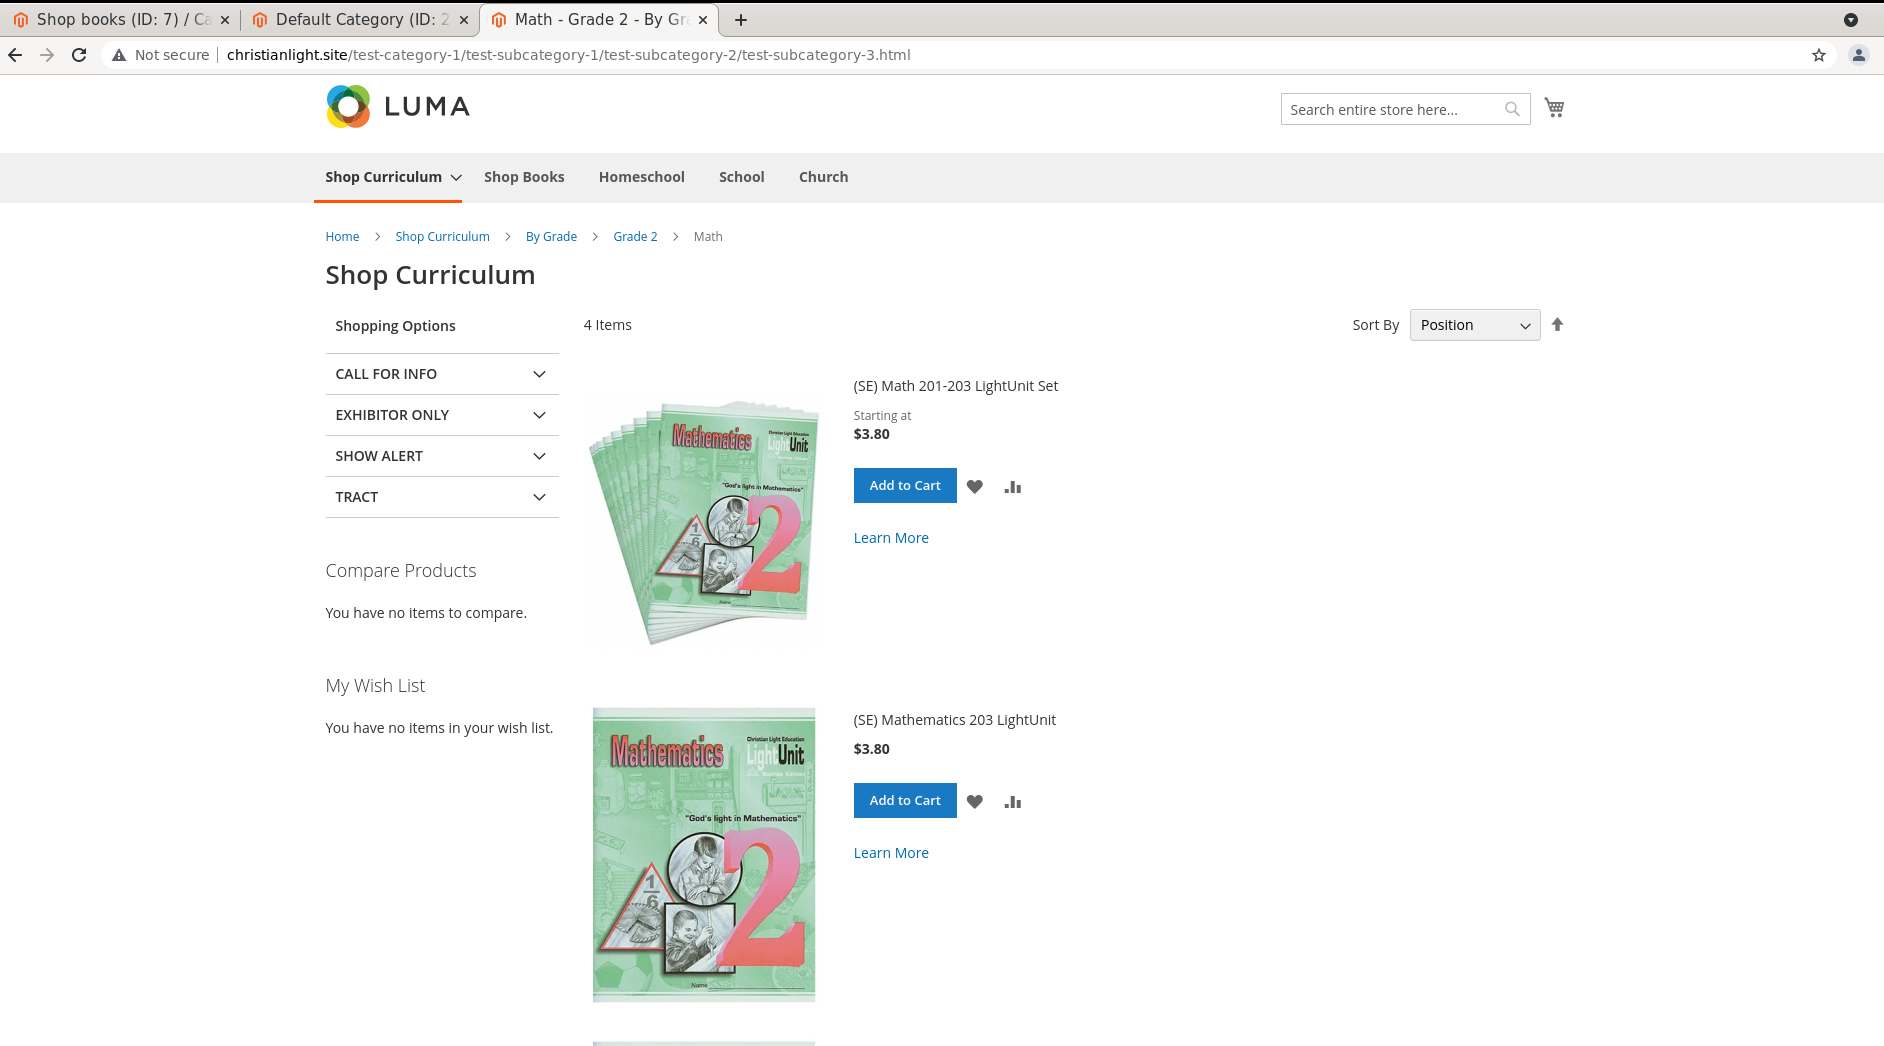 Shop books (ID: 7) / Ca
Default Category (ID: 2
Math - Grade 2 - By Gr
Not secure
christianlight.site/test-category-1/test-subcategory-1/test-subcategory-2/test-subcategory-3.html
LUMA
Search entire store here...
Shop Curriculum
Shop Books
Homeschool
School
Church
Home > Shop Curriculum > By Grade > Grade 2 > Math
Shop Curriculum
Shopping Options
CALL FOR INFO
EXHIBITOR ONLY
SHOW ALERT
TRACT
Compare Products
You have no items to compare.
My Wish List
You have no items in your wish list.
4 Items
Sort By
Position
Mathematics
Christian Light Education
LightUnit
"God's light in Mathematics"
1
6
2
Name
(SE) Math 201-203 LightUnit Set
Starting at
$3.80
Add to Cart
Learn More
Mathematics
Christian Light Education
LightUnit
"God's light in Mathematics"
1
6
2
Name
(SE) Mathematics 203 LightUnit
$3.80
Add to Cart
Learn More